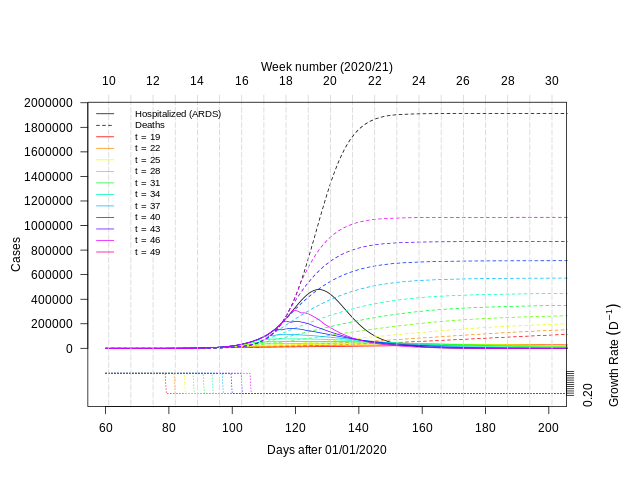 Week number (2020/21)
10 12 14 16 18 20 22 24 26 28 30
2000000
1800000
1600000
1400000
1200000
1000000
800000
600000
400000
200000
0
Cases
Hospitalized (ARDS)
Deaths
t = 19
t = 22
t = 25
t = 28
t = 31
t = 34
t = 37
t = 40
t = 43
t = 46
t = 49
0.20
Growth Rate (D⁻¹)
60 80 100 120 140 160 180 200
Days after 01/01/2020